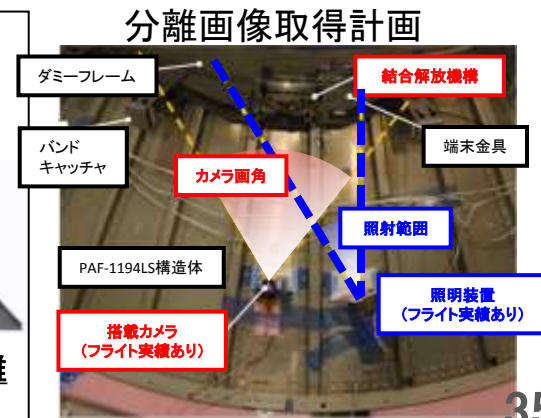 分離画像取得計画
ダミーフレーム
結合解放機構
バンド
キャッチャ
端末金具
カメラ画角
照射範囲
PAF-1194LS構造体
照明装置
（フライト実績あり）
搭載カメラ
（フライト実績あり）
35